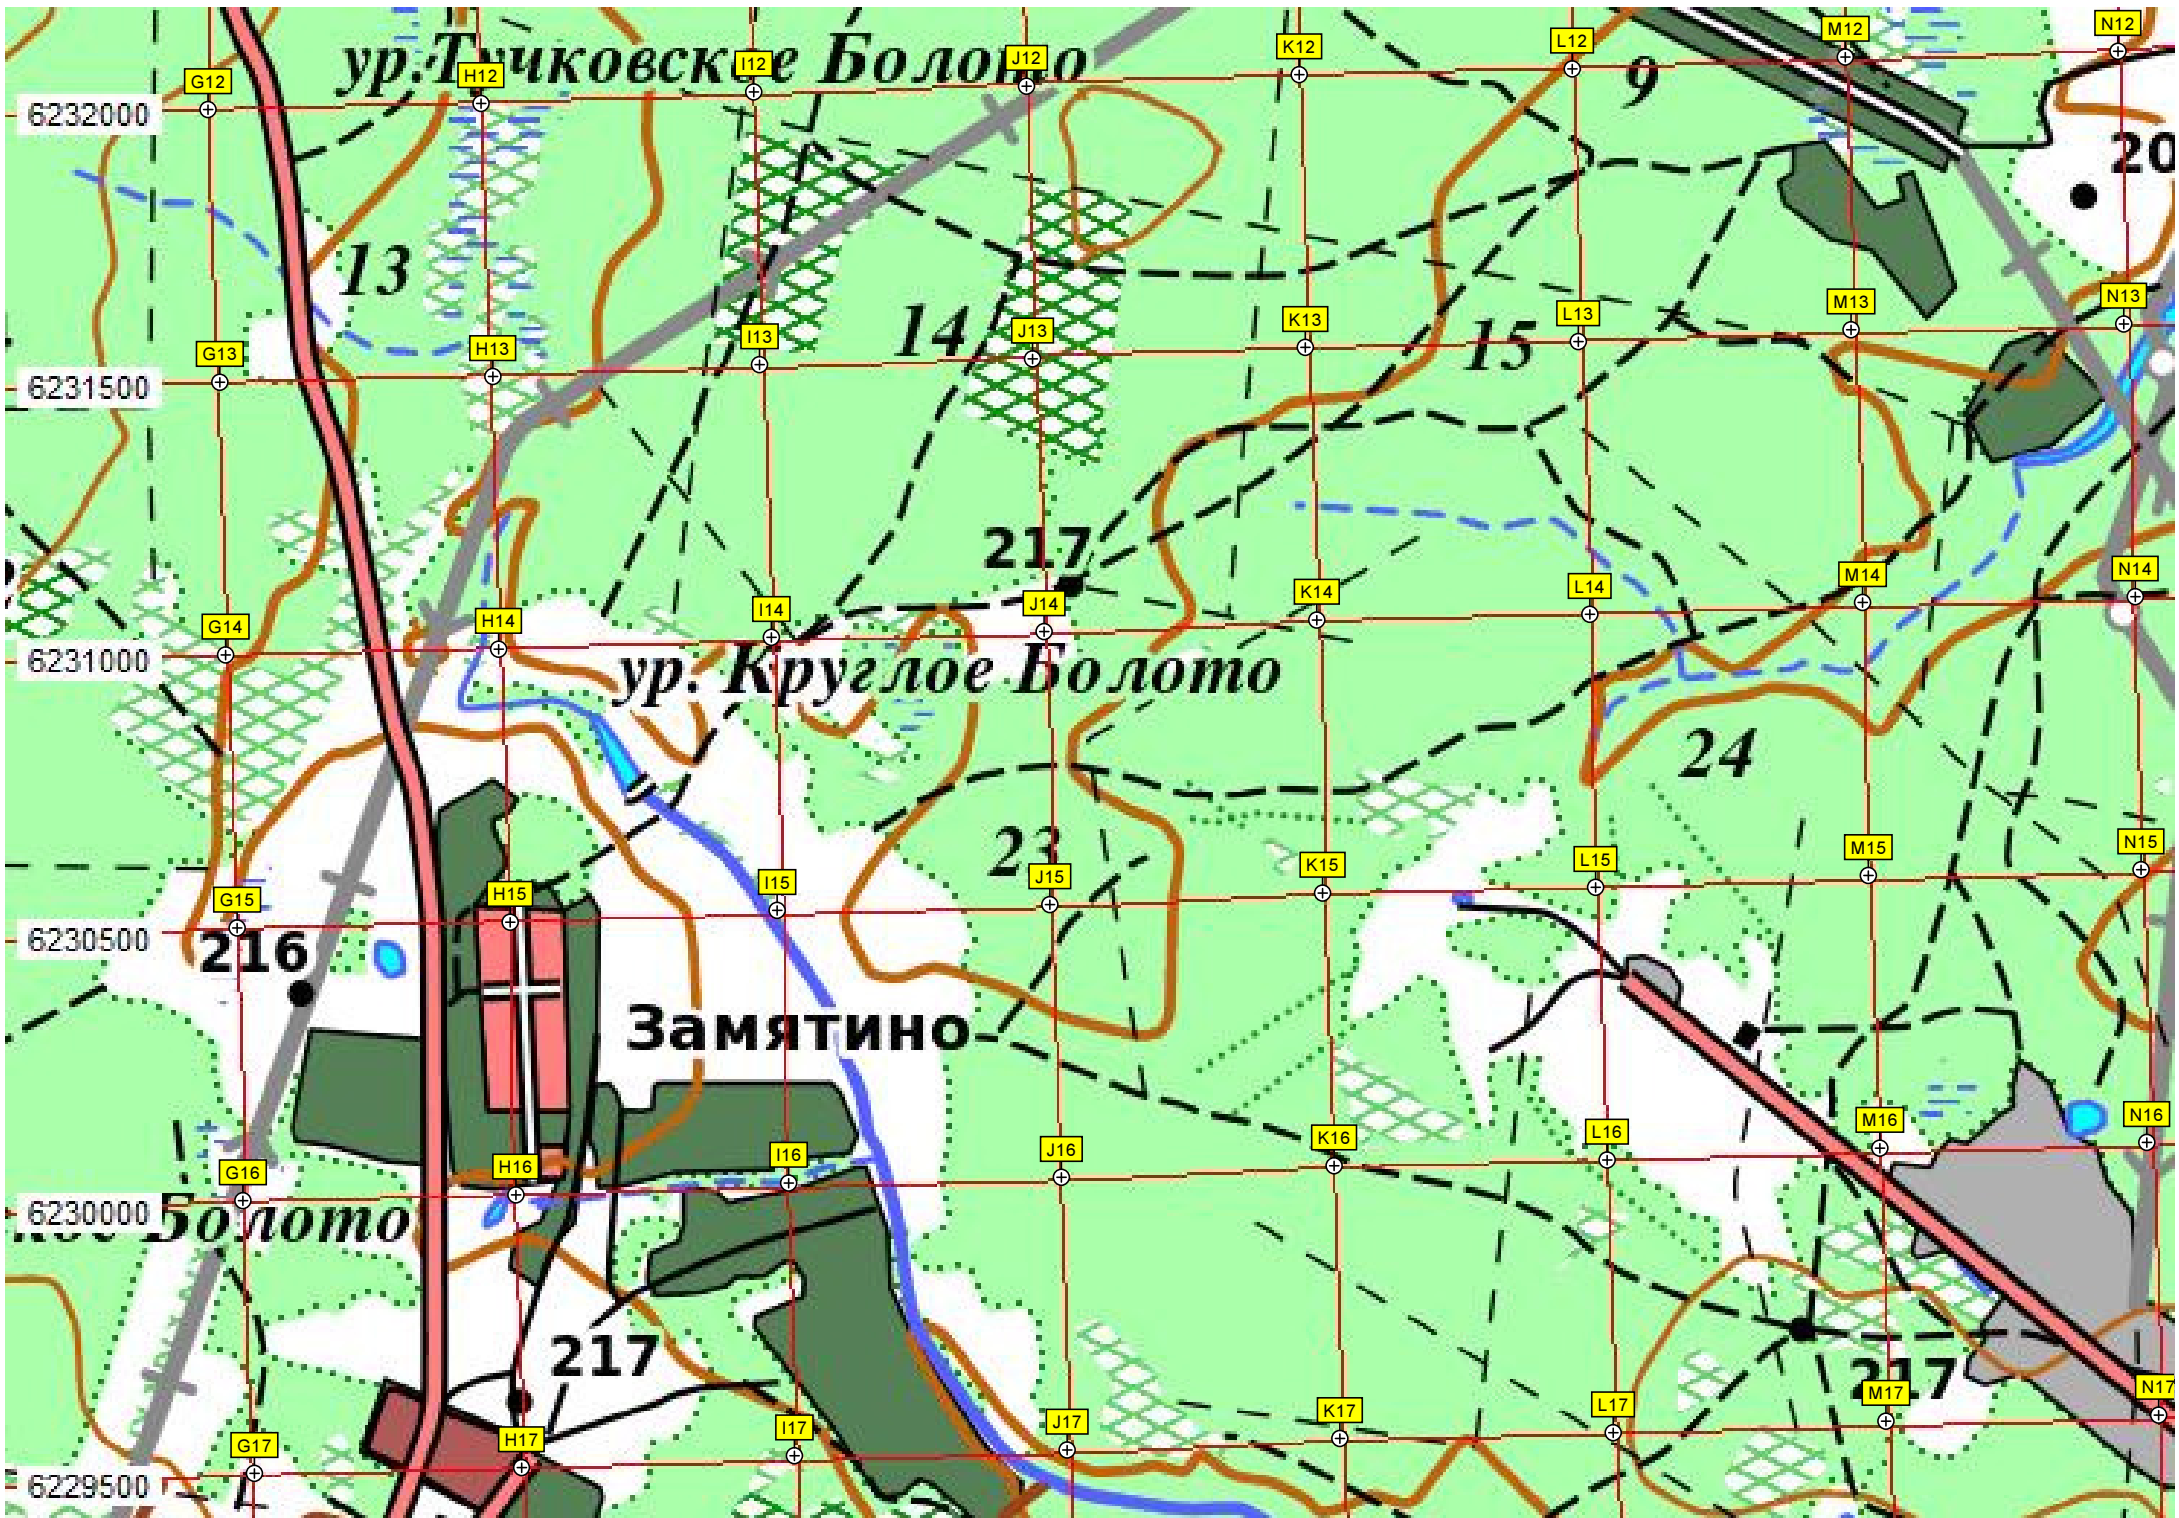 G12 H12 I12 J12 K12 L12 M12 N12
ур. Тучковское Болото
9
6232000
20
13
14
15
G13 H13 I13 J13 K13 L13 M13 N13
6231500
217
G14 H14 I14 J14 K14 L14 M14 N14
6231000
ур. Круглое Болото
24
23
G15 H15 I15 J15 K15 L15 M15 N15
6230500
216
Замятино
G16 H16 I16 J16 K16 L16 M16 N16
6230000
Болото
217
217
G17 H17 I17 J17 K17 L17 M17 N17
6229500